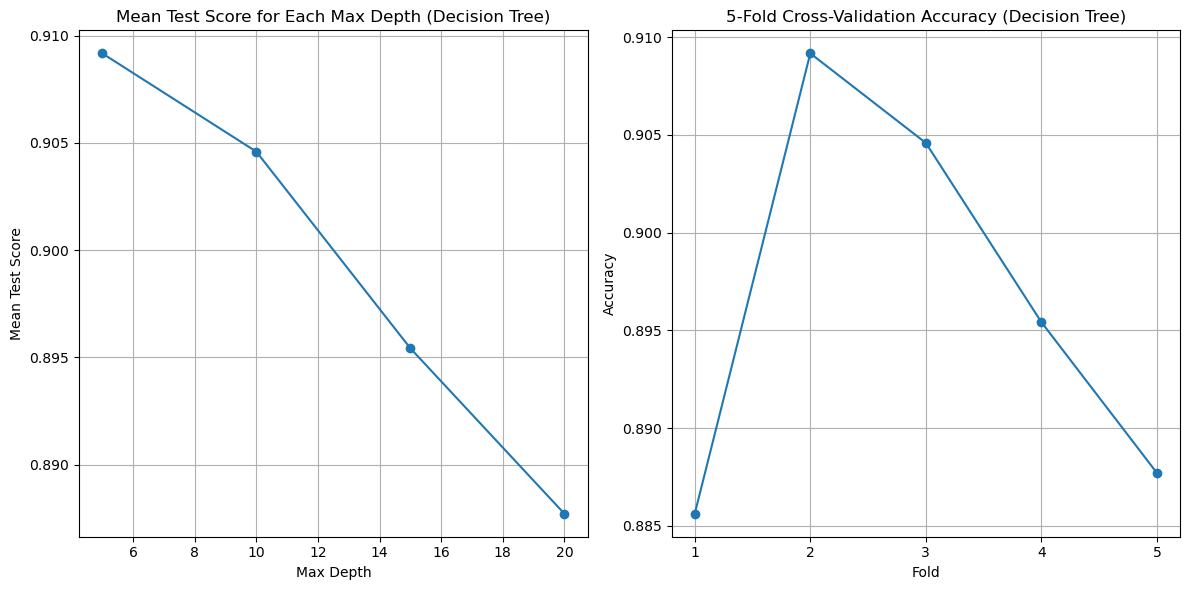 Mean Test Score for Each Max Depth (Decision Tree)
0.910
0.905
0.900
0.895
0.890
Mean Test Score
6 8 10 12 14 16 18 20
Max Depth
5-Fold Cross-Validation Accuracy (Decision Tree)
0.910
0.905
0.900
0.895
0.890
0.885
Accuracy
1 2 3 4 5
Fold